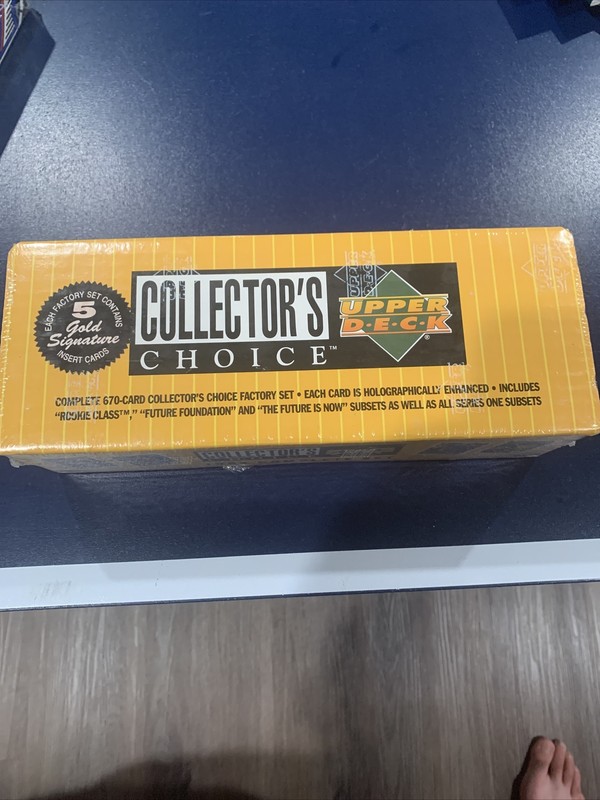 EACH FACTORY SET CONTAINS
5
Gold
Signature
INSERT CARDS
COLLECTOR'S
CHOICE™
UPPER
D·E·C·K®
COMPLETE 670-CARD COLLECTOR'S CHOICE FACTORY SET • EACH CARD IS HOLOGRAPHICALLY ENHANCED • INCLUDES
"ROOKIE CLASS™," "FUTURE FOUNDATION" AND "THE FUTURE IS NOW" SUBSETS AS WELL AS ALL SERIES ONE SUBSETS
COLLECTOR'S